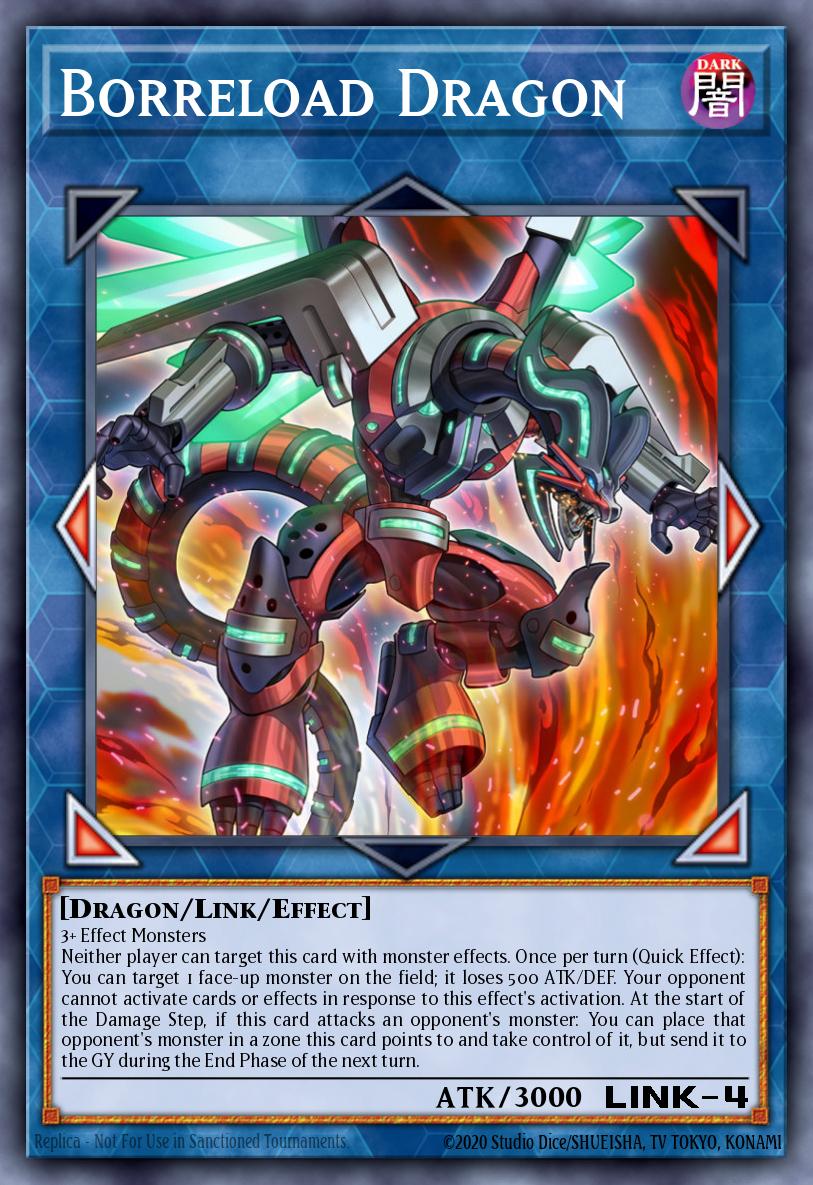 Borreload Dragon
DARK
闇
[Dragon/Link/Effect]
3+ Effect Monsters
Neither player can target this card with monster effects. Once per turn (Quick Effect):
You can target 1 face-up monster on the field; it loses 500 ATK/DEF. Your opponent
cannot activate cards or effects in response to this effect's activation. At the start of
the Damage Step, if this card attacks an opponent's monster: You can place that
opponent's monster in a zone this card points to and take control of it, but send it to
the GY during the End Phase of the next turn.
ATK/3000 LINK-4
Replica - Not For Use in Sanctioned Tournaments.
©2020 Studio Dice/SHUEISHA, TV TOKYO, KONAMI